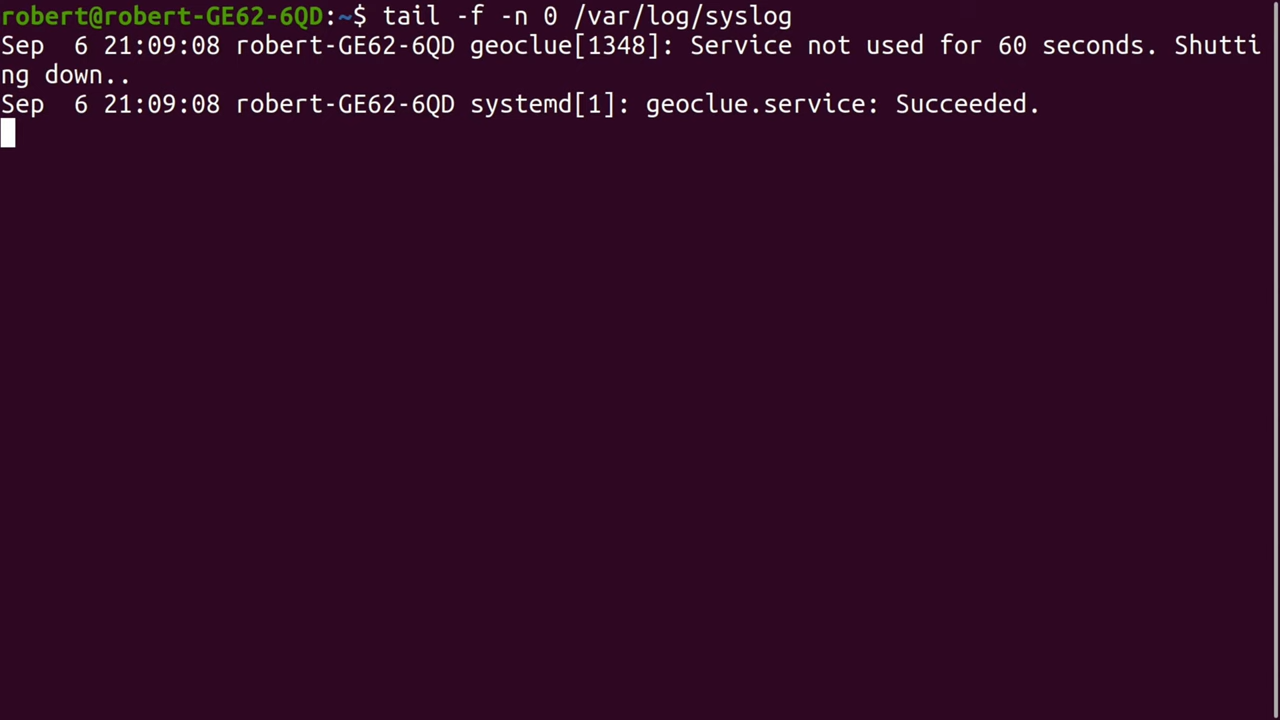 robert@robert-GE62-6QD:~$ tail -f -n 0 /var/log/syslog
Sep  6 21:09:08 robert-GE62-6QD geoclue[1348]: Service not used for 60 seconds. Shutti
ng down..
Sep  6 21:09:08 robert-GE62-6QD systemd[1]: geoclue.service: Succeeded.